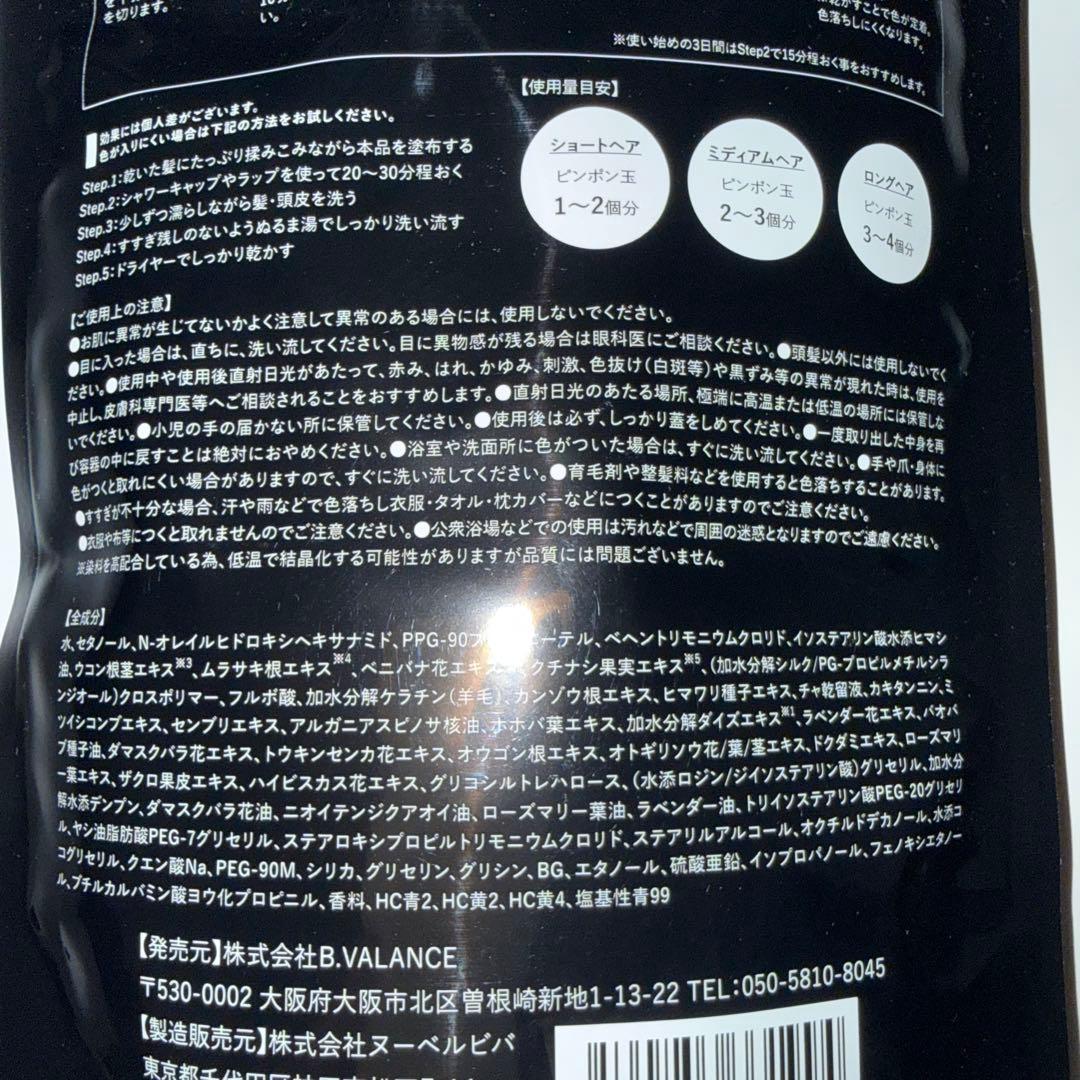 を切ります。
色落ちしにくくなります。
※使い始めの3日間はStep2で15分程おく事をおすすめします。
効果には個人差がございます。
色が入りにくい場合は下記の方法をお試しください。
Step.1:乾いた髪にたっぷり揉みこみながら本品を塗布する
Step.2:シャワーキャップやラップを使って20〜30分程おく
Step.3:少しずつ濡らしながら髪・頭皮を洗う
Step.4:すすぎ残しのないようぬるま湯でしっかり洗い流す
Step.5:ドライヤーでしっかり乾かす
【使用量目安】
ショートヘア
ピンポン玉
1〜2個分
ミディアムヘア
ピンポン玉
2〜3個分
ロングヘア
ピンポン玉
3〜4個分
【ご使用上の注意】
●お肌に異常が生じてないかよく注意して異常のある場合には、使用しないでください。
●目に入った場合は、直ちに、洗い流してください。目に異物感が残る場合は眼科医にご相談ください。●頭髪以外には使用しないでく
ださい。●使用中や使用後直射日光があたって、赤み、はれ、かゆみ、刺激、色抜け(白斑等)や黒ずみ等の異常が現れた時は、使用を
中止し、皮膚科専門医等へご相談されることをおすすめします。●直射日光のあたる場所、極端に高温または低温の場所には保管しな
いでください。●小児の手の届かない所に保管してください。●使用後は必ず、しっかり蓋をしめてください。●一度取り出した中身を再
び容器の中に戻すことは絶対におやめください。●浴室や洗面所に色がついた場合は、すぐに洗い流してください。●手や爪・身体に
色がつくと取れにくい場合がありますので、すぐに洗い流してください。●育毛剤や整髪料などを使用すると色落ちすることがあります。
●すすぎが不十分な場合、汗や雨などで色落ちし衣服・タオル・枕カバーなどにつくことがありますのでご注意ください。
●衣服や布等につくと取れませんのでご注意ください。●公衆浴場などでの使用は汚れなどで周囲の迷惑となりますのでご遠慮ください。
※染料を高配合している為、低温で結晶化する可能性がありますが品質には問題ございません。
【全成分】
水、セタノール、N-オレイルヒドロキシヘキサナミド、PPG-90ブ エーテル、ベヘントリモニウムクロリド、イソステアリン酸水添ヒマシ
油、ウコン根茎エキス※3、ムラサキ根エキス※4、ベニバナ花エキス、 クチナシ果実エキス※5、(加水分解シルク/PG-プロピルメチルシラ
ンジオール)クロスポリマー、フルボ酸、加水分解ケラチン(羊毛)、カンゾウ根エキス、ヒマワリ種子エキス、チャ乾留液、カキタンニン、ミ
ツイシコンブエキス、センブリエキス、アルガニアスピノサ核油、ホホバ葉エキス、加水分解ダイズエキス※1、ラベンダー花エキス、バオバ
ブ種子油、ダマスクバラ花エキス、トウキンセンカ花エキス、オウゴン根エキス、オトギリソウ花/葉/茎エキス、ドクダミエキス、ローズマリ
ー葉エキス、ザクロ果皮エキス、ハイビスカス花エキス、グリコシルトレハロース、(水添ロジン/ジイソステアリン酸)グリセリル、加水分
解水添デンプン、ダマスクバラ花油、ニオイテンジクアオイ油、ローズマリー葉油、ラベンダー油、トリイソステアリン酸PEG-20グリセリ
ル、ヤシ油脂肪酸PEG-7グリセリル、ステアロキシプロピルトリモニウムクロリド、ステアリルアルコール、オクチルドデカノール、水添コ
コグリセリル、クエン酸Na、PEG-90M、シリカ、グリセリン、グリシン、BG、エタノール、硫酸亜鉛、イソプロパノール、フェノキシエタノー
ル、ブチルカルバミン酸ヨウ化プロピニル、香料、HC青2、HC黄2、HC黄4、塩基性青99
【発売元】株式会社B.VALANCE
〒530-0002 大阪府大阪市北区曽根崎新地1-13-22 TEL:050-5810-8045
【製造販売元】株式会社ヌーベルビバ